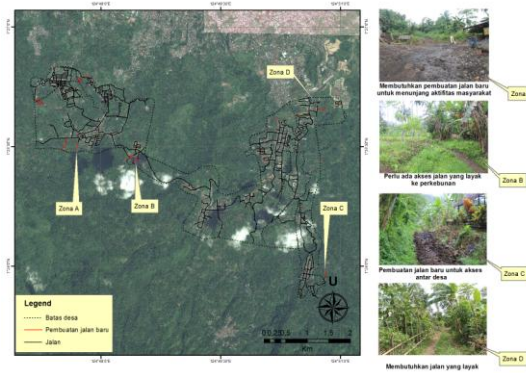 Zona D
Zona A
Zona B
Zona C
U
Legend
Batas desa
Pembuatan jalan baru
Jalan
Km
Membutuhkan pembuatan jalan baru
untuk menunjang aktifitas masyarakat
Zona
Perlu ada akses jalan yang layak
ke perkebunan
Zona B
Pembuatan jalan baru untuk akses
antar desa
Zona C
Membutuhkan jalan yang layak
Zona D